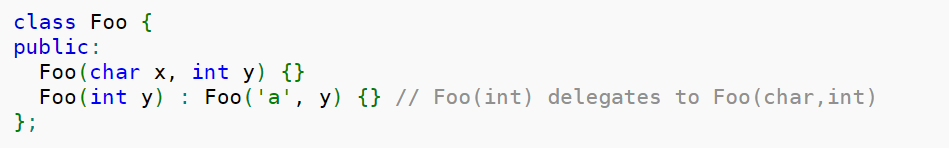 class Foo {
public:
  Foo(char x, int y) {}
  Foo(int y) : Foo('a', y) {} // Foo(int) delegates to Foo(char,int)
};